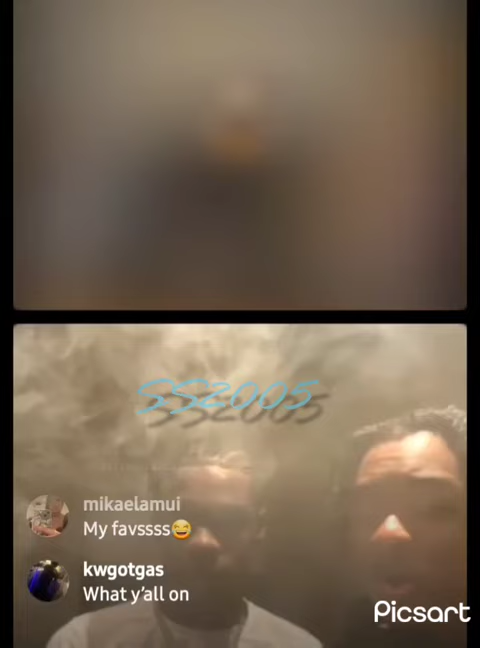 SS2005
mikaelamui
My favssss😂
kwgotgas
What y'all on
Picsart